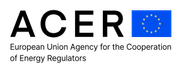 ACER
European Union Agency for the Cooperation
of Energy Regulators